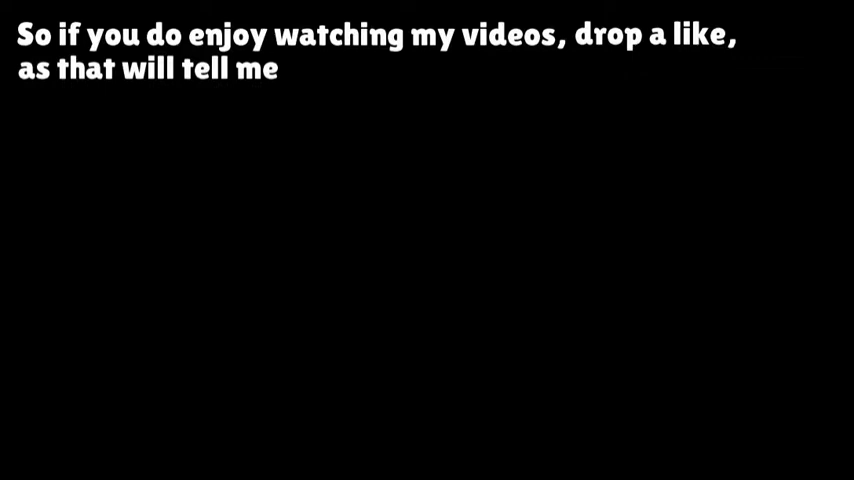 So if you do enjoy watching my videos, drop a like,
as that will tell me